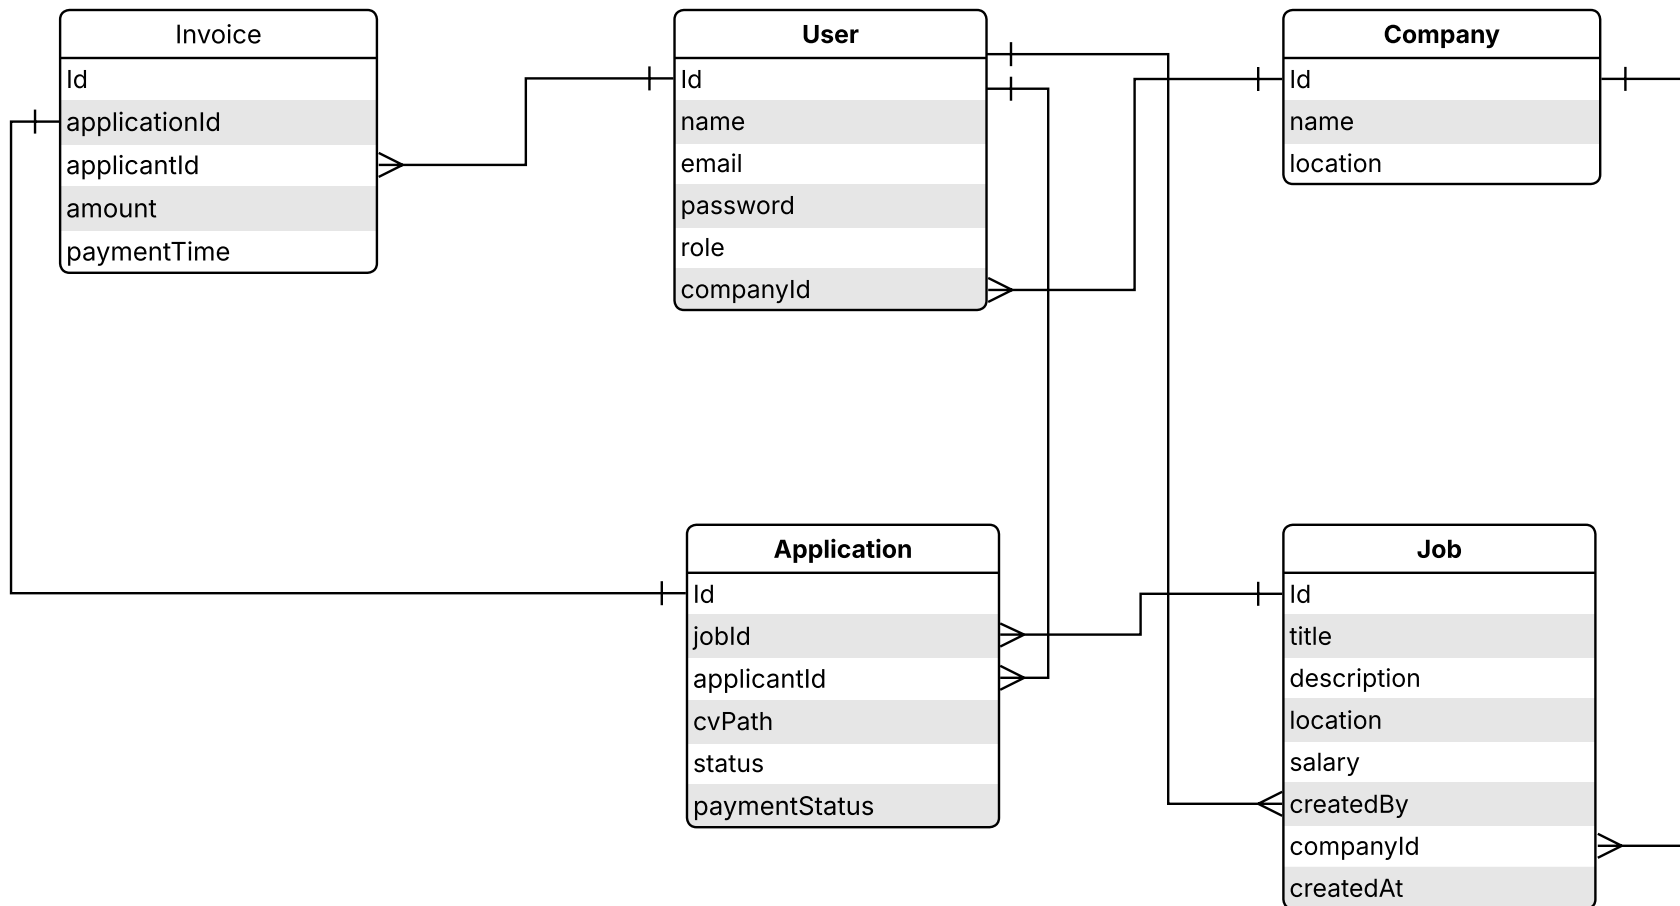 Invoice
Id
applicationId
applicantId
amount
paymentTime
User
Id
name
email
password
role
companyId
Company
Id
name
location
Application
Id
jobId
applicantId
cvPath
status
paymentStatus
Job
Id
title
description
location
salary
createdBy
companyId
createdAt